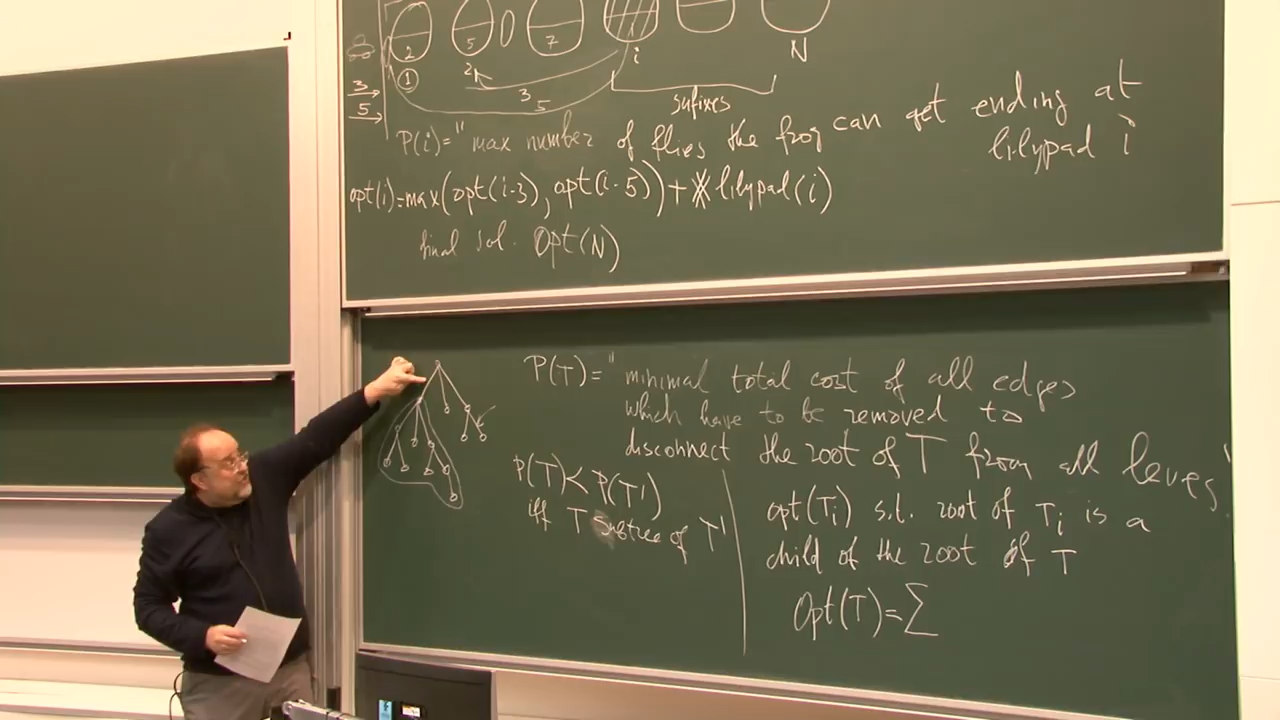 2 5 7 i N
1 2
3
3 5 sufixes
5
P(i)=" max number of flies the frog can get ending at
lilypad i
opt(i)=max(opt(i-3), opt(i-5))+ lilypad(i)
final sol. Opt(N)
P(T)=" minimal total cost of all edges
which have to be removed to
disconnect the root of T from all leves"
P(T)<P(T')
iff T subtree of T'
opt(Ti) s.t. root of Ti is a
child of the root of T
Opt(T)=∑